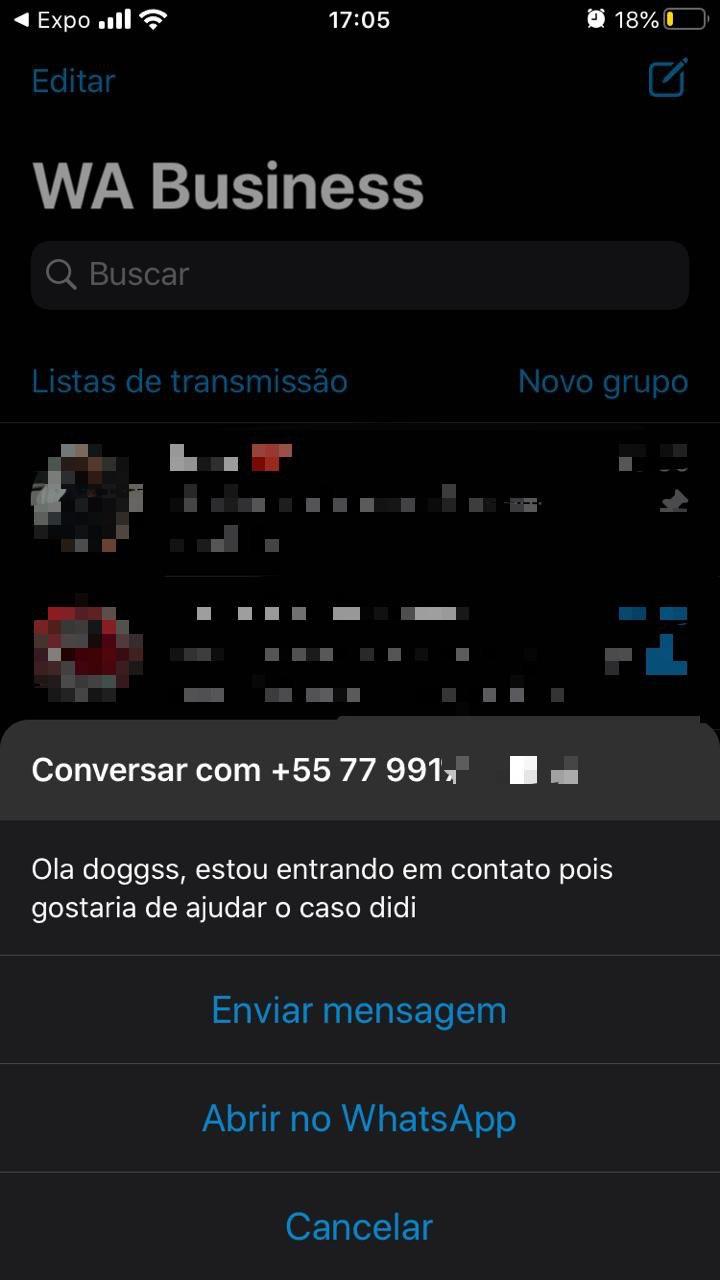 Expo 17:05 18%
Editar
WA Business
Buscar
Listas de transmissão Novo grupo
Conversar com +55 77 991
Ola doggss, estou entrando em contato pois
gostaria de ajudar o caso didi
Enviar mensagem
Abrir no WhatsApp
Cancelar